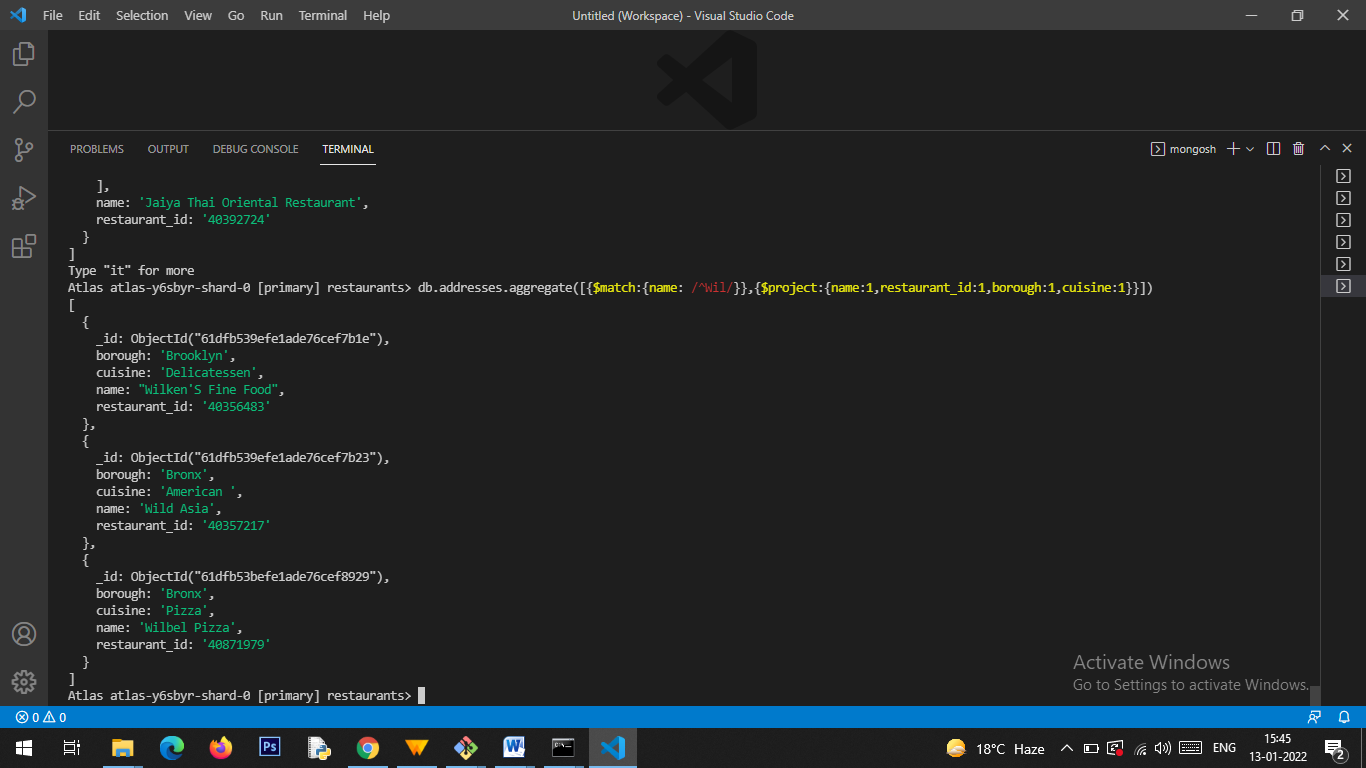 File Edit Selection View Go Run Terminal Help
Untitled (Workspace) - Visual Studio Code
PROBLEMS OUTPUT DEBUG CONSOLE TERMINAL
mongosh
],
name: 'Jaiya Thai Oriental Restaurant',
restaurant_id: '40392724'
}
]
Type "it" for more
Atlas atlas-y6sbyr-shard-0 [primary] restaurants> db.addresses.aggregate([{$match:{name: /^Wil/}},{$project:{name:1,restaurant_id:1,borough:1,cuisine:1}}])
[
{
_id: ObjectId("61dfb539efe1ade76cef7b1e"),
borough: 'Brooklyn',
cuisine: 'Delicatessen',
name: "Wilken'S Fine Food",
restaurant_id: '40356483'
},
{
_id: ObjectId("61dfb539efe1ade76cef7b23"),
borough: 'Bronx',
cuisine: 'American ',
name: 'Wild Asia',
restaurant_id: '40357217'
},
{
_id: ObjectId("61dfb53befe1ade76cef8929"),
borough: 'Bronx',
cuisine: 'Pizza',
name: 'Wilbel Pizza',
restaurant_id: '40871979'
}
]
Atlas atlas-y6sbyr-shard-0 [primary] restaurants>
Activate Windows
Go to Settings to activate Windows.
0 0
Ps
W
18°C Haze
ENG
15:45
13-01-2022
2